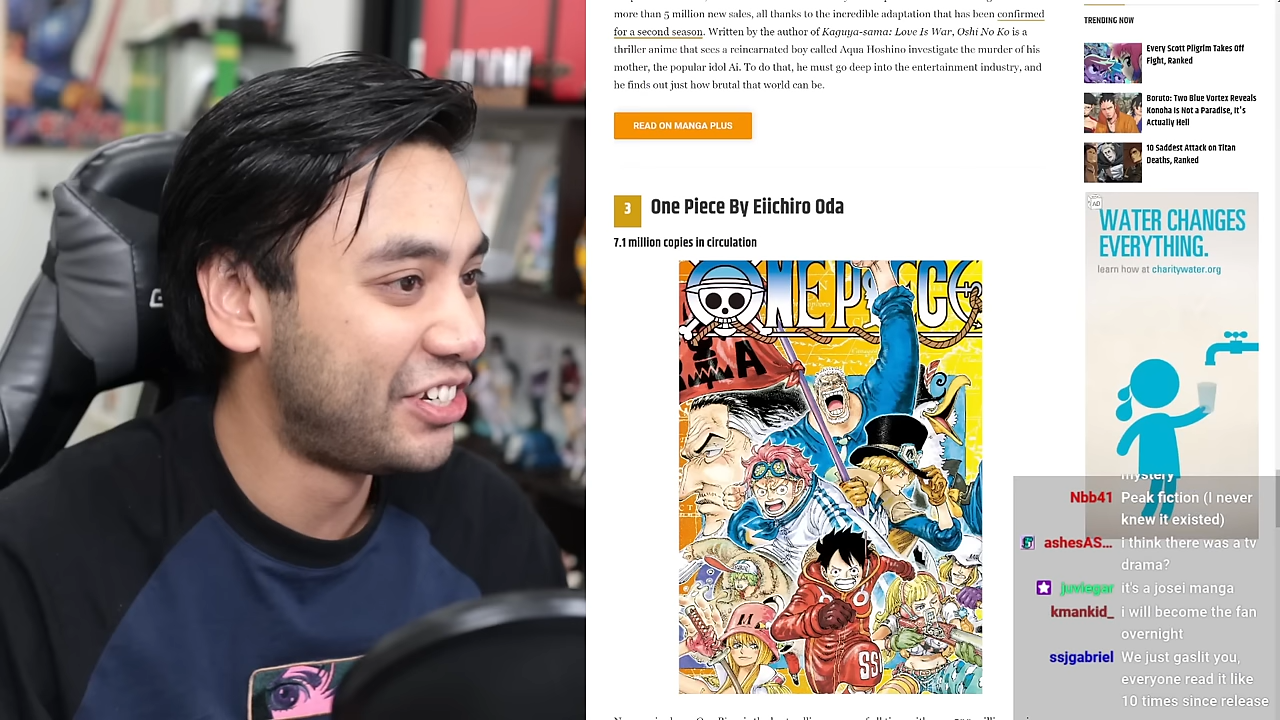 more than 5 million new sales, all thanks to the incredible adaptation that has been confirmed
for a second season. Written by the author of Kaguya-sama: Love Is War, Oshi No Ko is a
thriller anime that sees a reincarnated boy called Aqua Hoshino investigate the murder of his
mother, the popular idol Ai. To do that, he must go deep into the entertainment industry, and
he finds out just how brutal that world can be.
READ ON MANGA PLUS
3 One Piece By Eiichiro Oda
7.1 million copies in circulation
ONE PIECE
SS
TRENDING NOW
Every Scott Pilgrim Takes Off
Fight, Ranked
Boruto: Two Blue Vortex Reveals
Konoha Is Not a Paradise, It's
Actually Hell
10 Saddest Attack on Titan
Deaths, Ranked
AD
WATER CHANGES
EVERYTHING.
learn how at charitywater.org
mystery
Nbb41 Peak fiction (I never
knew it existed)
ashesAS... i think there was a tv
drama?
juviegar it's a josei manga
kmankid_ i will become the fan
overnight
ssjgabriel We just gaslit you,
everyone read it like
10 times since release